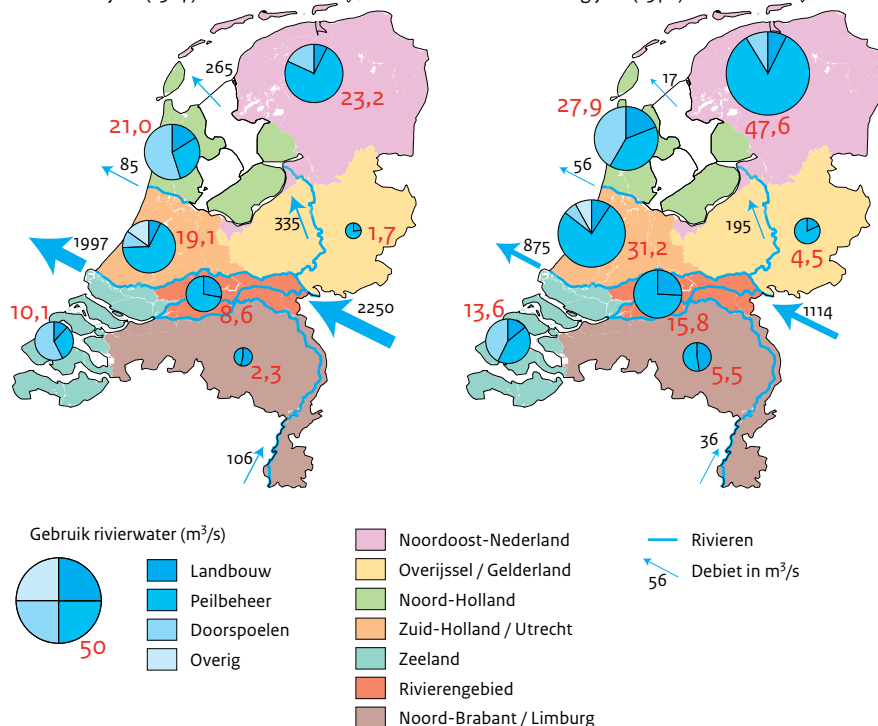 265
23,2
21,0
85
1997
19,1
335
1,7
2250
10,1
8,6
2,3
106
17
27,9
47,6
56
195
875
31,2
4,5
1114
13,6
15,8
5,5
36
Gebruik rivierwater (m³/s)
50
Landbouw
Peilbeheer
Doorspoelen
Overig
Noordoost-Nederland
Overijssel / Gelderland
Noord-Holland
Zuid-Holland / Utrecht
Zeeland
Rivierengebied
Noord-Brabant / Limburg
Rivieren
56 Debiet in m³/s